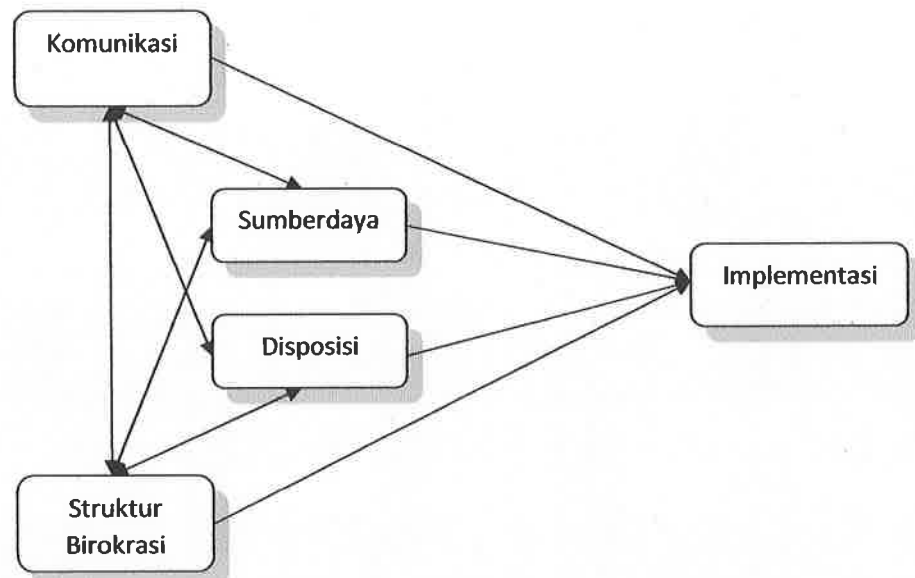 Komunikasi
Sumberdaya
Implementasi
Disposisi
Struktur
Birokrasi